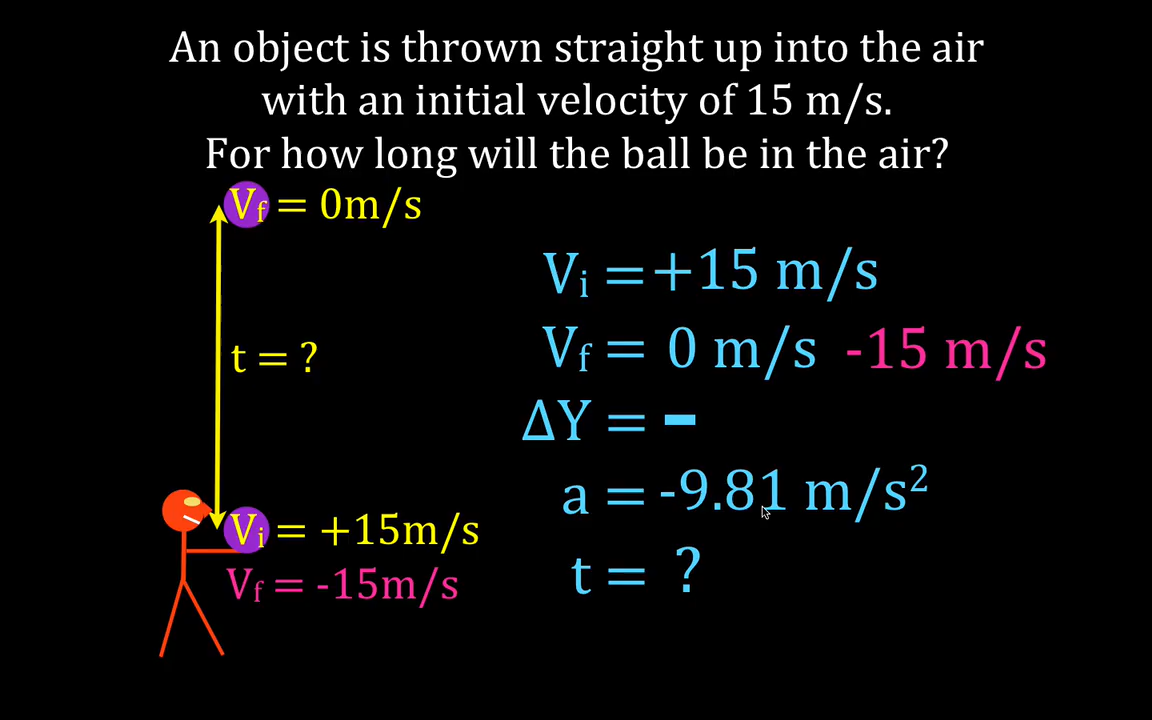 An object is thrown straight up into the air
with an initial velocity of 15 m/s.
For how long will the ball be in the air?
Vf = 0m/s
t = ?
Vi = +15m/s
Vf = -15m/s
Vi = +15 m/s
Vf = 0 m/s -15 m/s
ΔY = -
a = -9.81 m/s²
t = ?